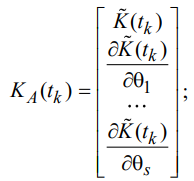 K_A(t_k) = [ K̃(t_k)
∂K̃(t_k)
∂θ_1
...
∂K̃(t_k)
∂θ_s ] ;